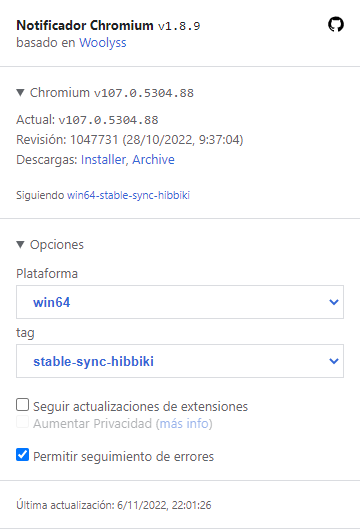 Notificador Chromium v1.8.9
basado en Woolyss
▼ Chromium v107.0.5304.88
Actual: v107.0.5304.88
Revisión: 1047731 (28/10/2022, 9:37:04)
Descargas: Installer, Archive
Siguiendo win64-stable-sync-hibbiki
▼ Opciones
Plataforma
win64
tag
stable-sync-hibbiki
Seguir actualizaciones de extensiones
Aumentar Privacidad (más info)
Permitir seguimiento de errores
Última actualización: 6/11/2022, 22:01:26